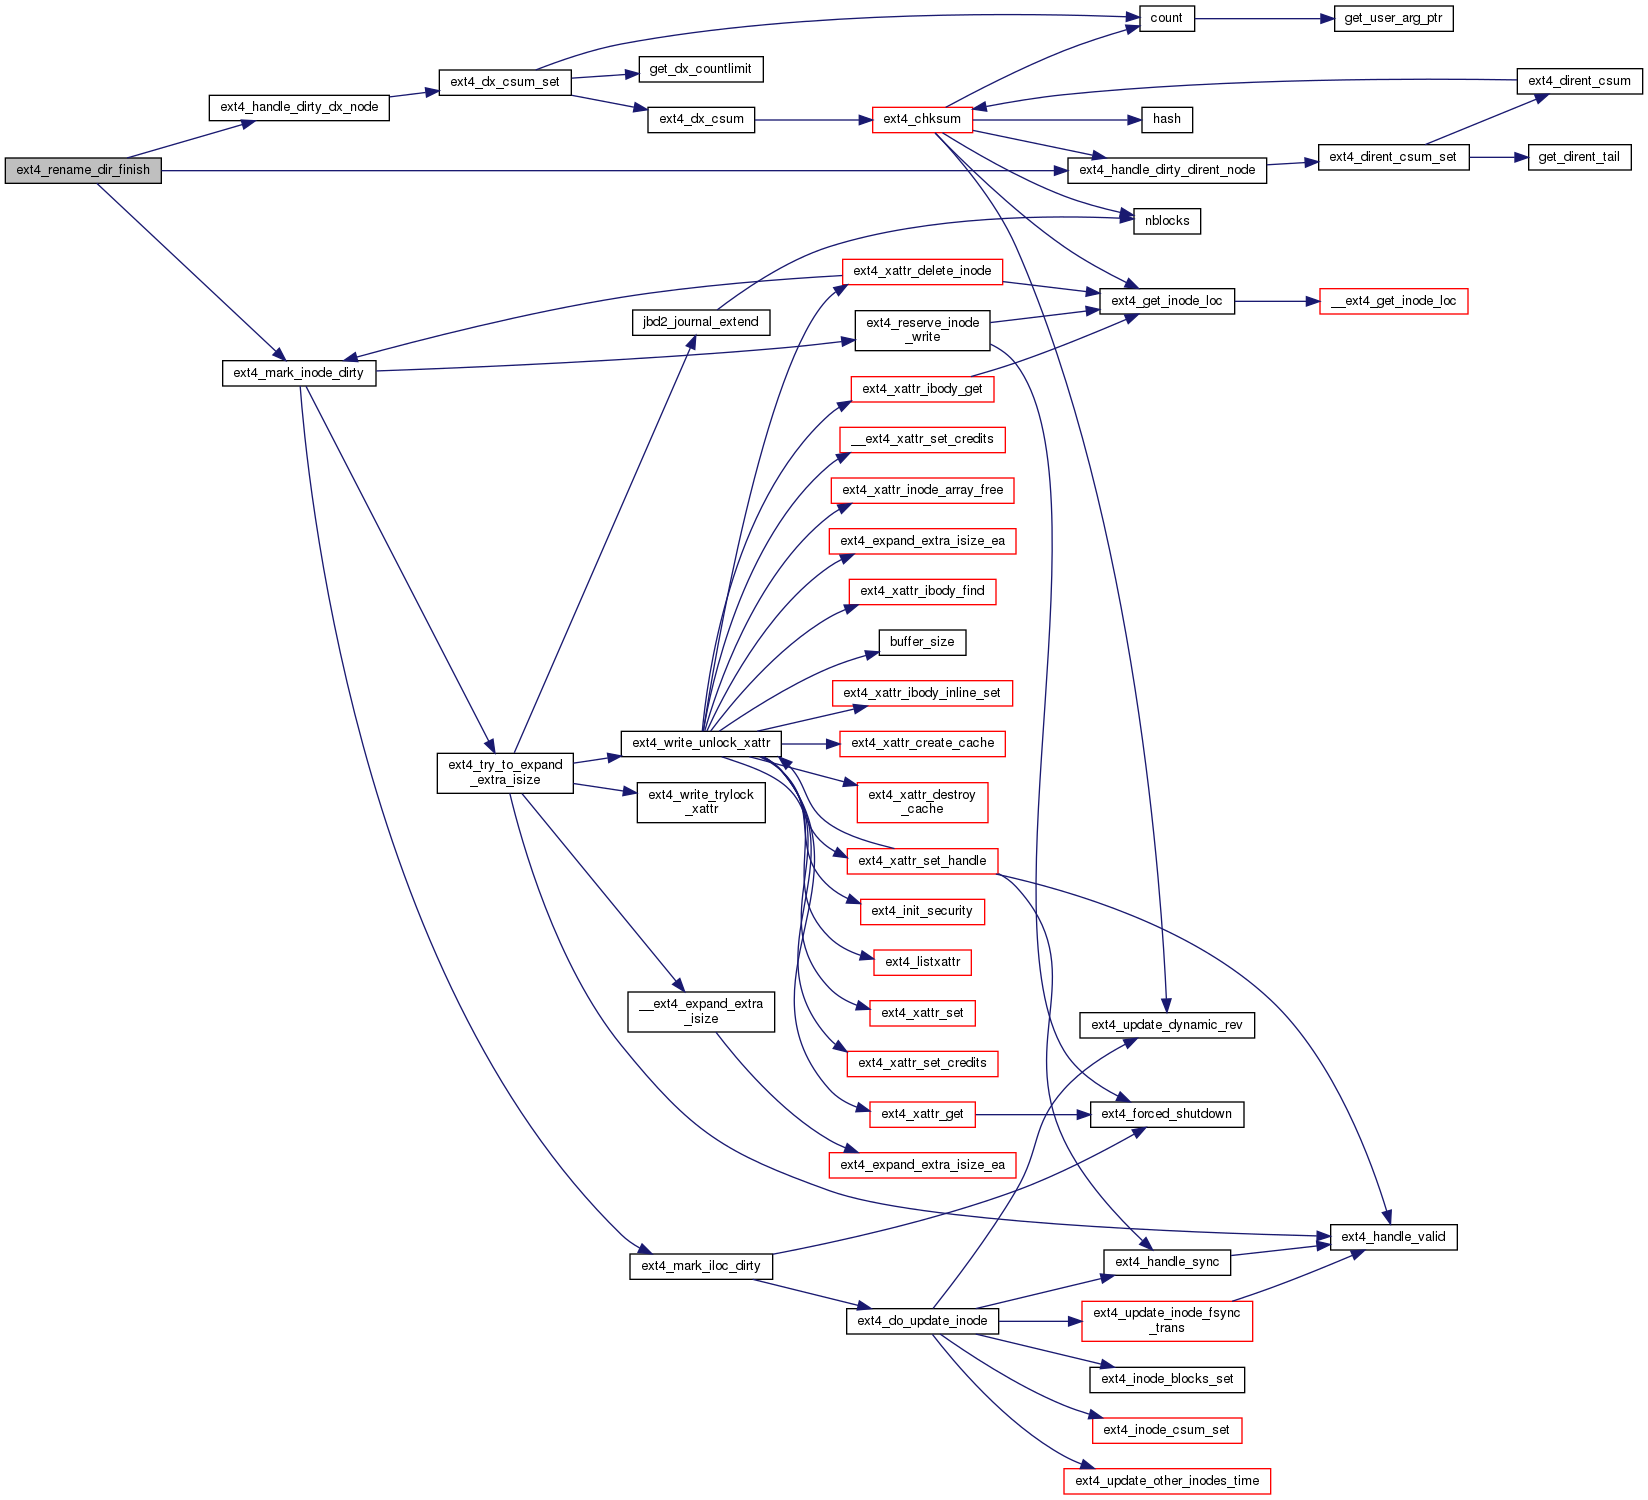 count
get_user_arg_ptr
get_dx_countlimit
ext4_dx_csum_set
ext4_dirent_csum
ext4_handle_dirty_dx_node
ext4_dx_csum
ext4_chksum
hash
ext4_dirent_csum_set
get_dirent_tail
ext4_rename_dir_finish
ext4_handle_dirty_dirent_node
nblocks
ext4_xattr_delete_inode
ext4_get_inode_loc
__ext4_get_inode_loc
jbd2_journal_extend
ext4_reserve_inode
_write
ext4_mark_inode_dirty
ext4_xattr_ibody_get
__ext4_xattr_set_credits
ext4_xattr_inode_array_free
ext4_expand_extra_isize_ea
ext4_xattr_ibody_find
buffer_size
ext4_xattr_ibody_inline_set
ext4_write_unlock_xattr
ext4_xattr_create_cache
ext4_try_to_expand
_extra_isize
ext4_write_trylock
_xattr
ext4_xattr_destroy
_cache
ext4_xattr_set_handle
ext4_init_security
ext4_listxattr
__ext4_expand_extra
_isize
ext4_xattr_set
ext4_update_dynamic_rev
ext4_xattr_set_credits
ext4_xattr_get
ext4_forced_shutdown
ext4_expand_extra_isize_ea
ext4_handle_valid
ext4_mark_iloc_dirty
ext4_handle_sync
ext4_do_update_inode
ext4_update_inode_fsync
_trans
ext4_inode_blocks_set
ext4_inode_csum_set
ext4_update_other_inodes_time